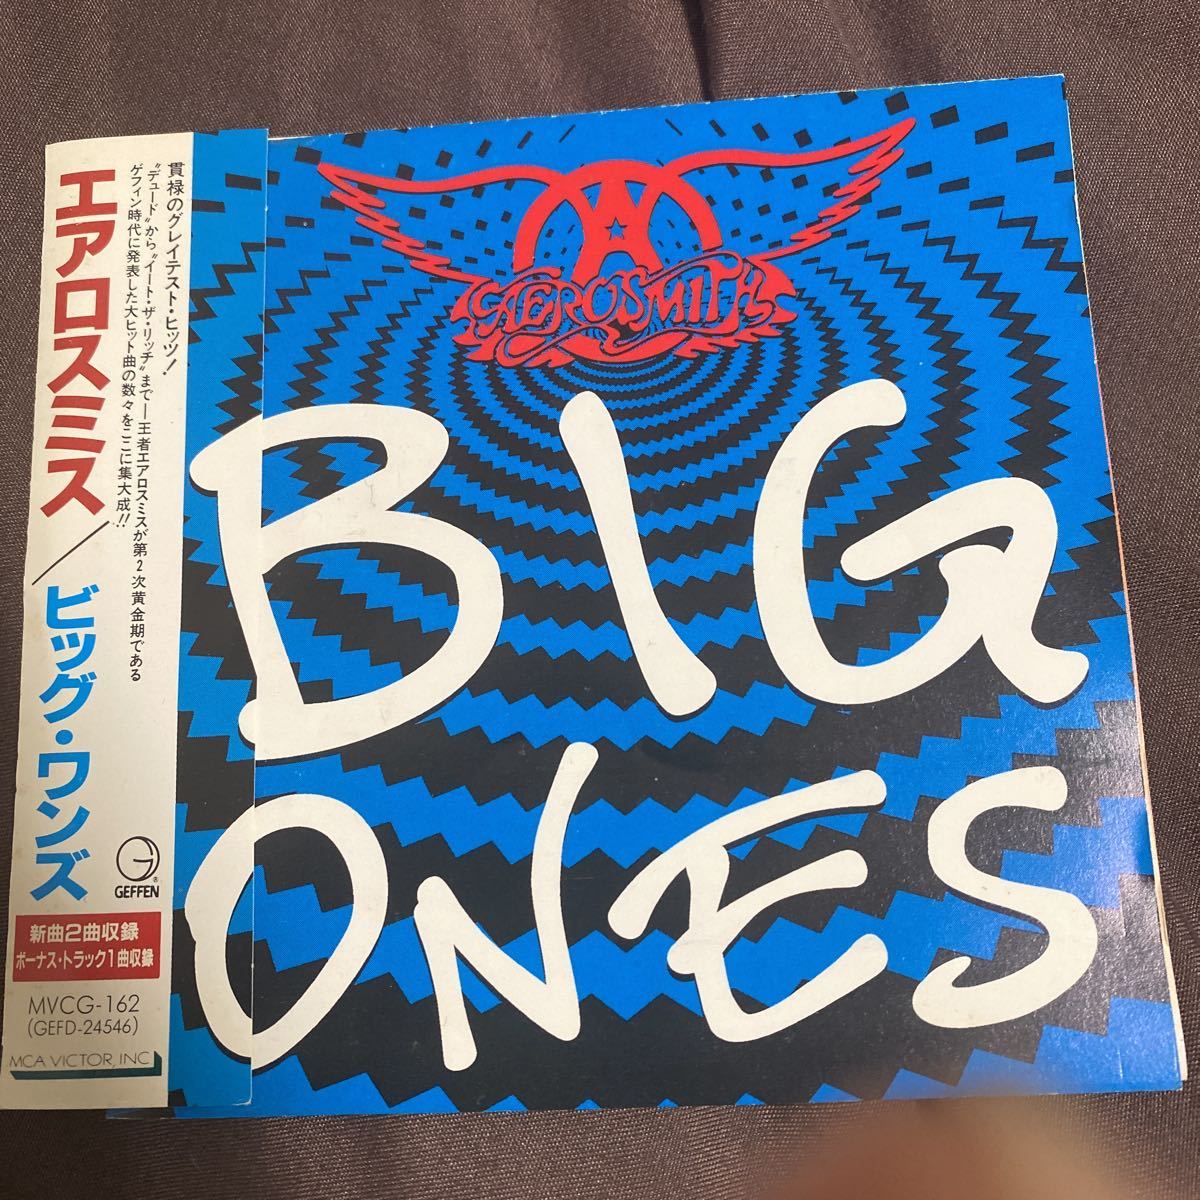 エアロスミス/ビッグ・ワンズ
貫禄のグレイテスト・ヒッツ!
"デュード"から"イート・ザ・リッチ"まで—王者エアロスミスが第2次黄金期である
ゲフィン時代に発表した大ヒット曲の数々をここに集大成!!
G
GEFFEN
新曲2曲収録
ボーナス・トラック1曲収録
MVCG-162
(GEFD-24546)
MCA VICTOR, INC
A
AEROSMITH
BIG
ONES